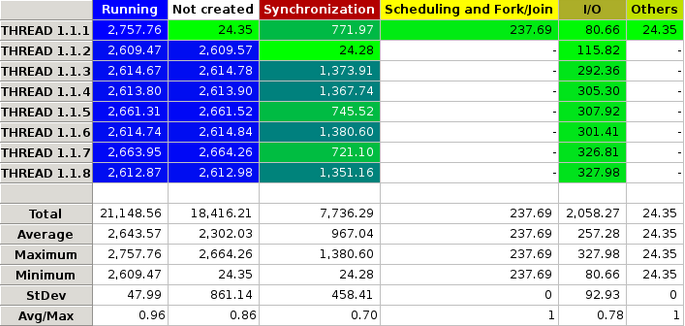 Running Not created Synchronization Scheduling and Fork/Join I/O Others
THREAD 1.1.1 2,757.76 24.35 771.97 237.69 80.66 24.35
THREAD 1.1.2 2,609.47 2,609.57 24.28 - 115.82 -
THREAD 1.1.3 2,614.67 2,614.78 1,373.91 - 292.36 -
THREAD 1.1.4 2,613.80 2,613.90 1,367.74 - 305.30 -
THREAD 1.1.5 2,661.31 2,661.52 745.52 - 307.92 -
THREAD 1.1.6 2,614.74 2,614.84 1,380.60 - 301.41 -
THREAD 1.1.7 2,663.95 2,664.26 721.10 - 326.81 -
THREAD 1.1.8 2,612.87 2,612.98 1,351.16 - 327.98 -
Total 21,148.56 18,416.21 7,736.29 237.69 2,058.27 24.35
Average 2,643.57 2,302.03 967.04 237.69 257.28 24.35
Maximum 2,757.76 2,664.26 1,380.60 237.69 327.98 24.35
Minimum 2,609.47 24.35 24.28 237.69 80.66 24.35
StDev 47.99 861.14 458.41 0 92.93 0
Avg/Max 0.96 0.86 0.70 1 0.78 1